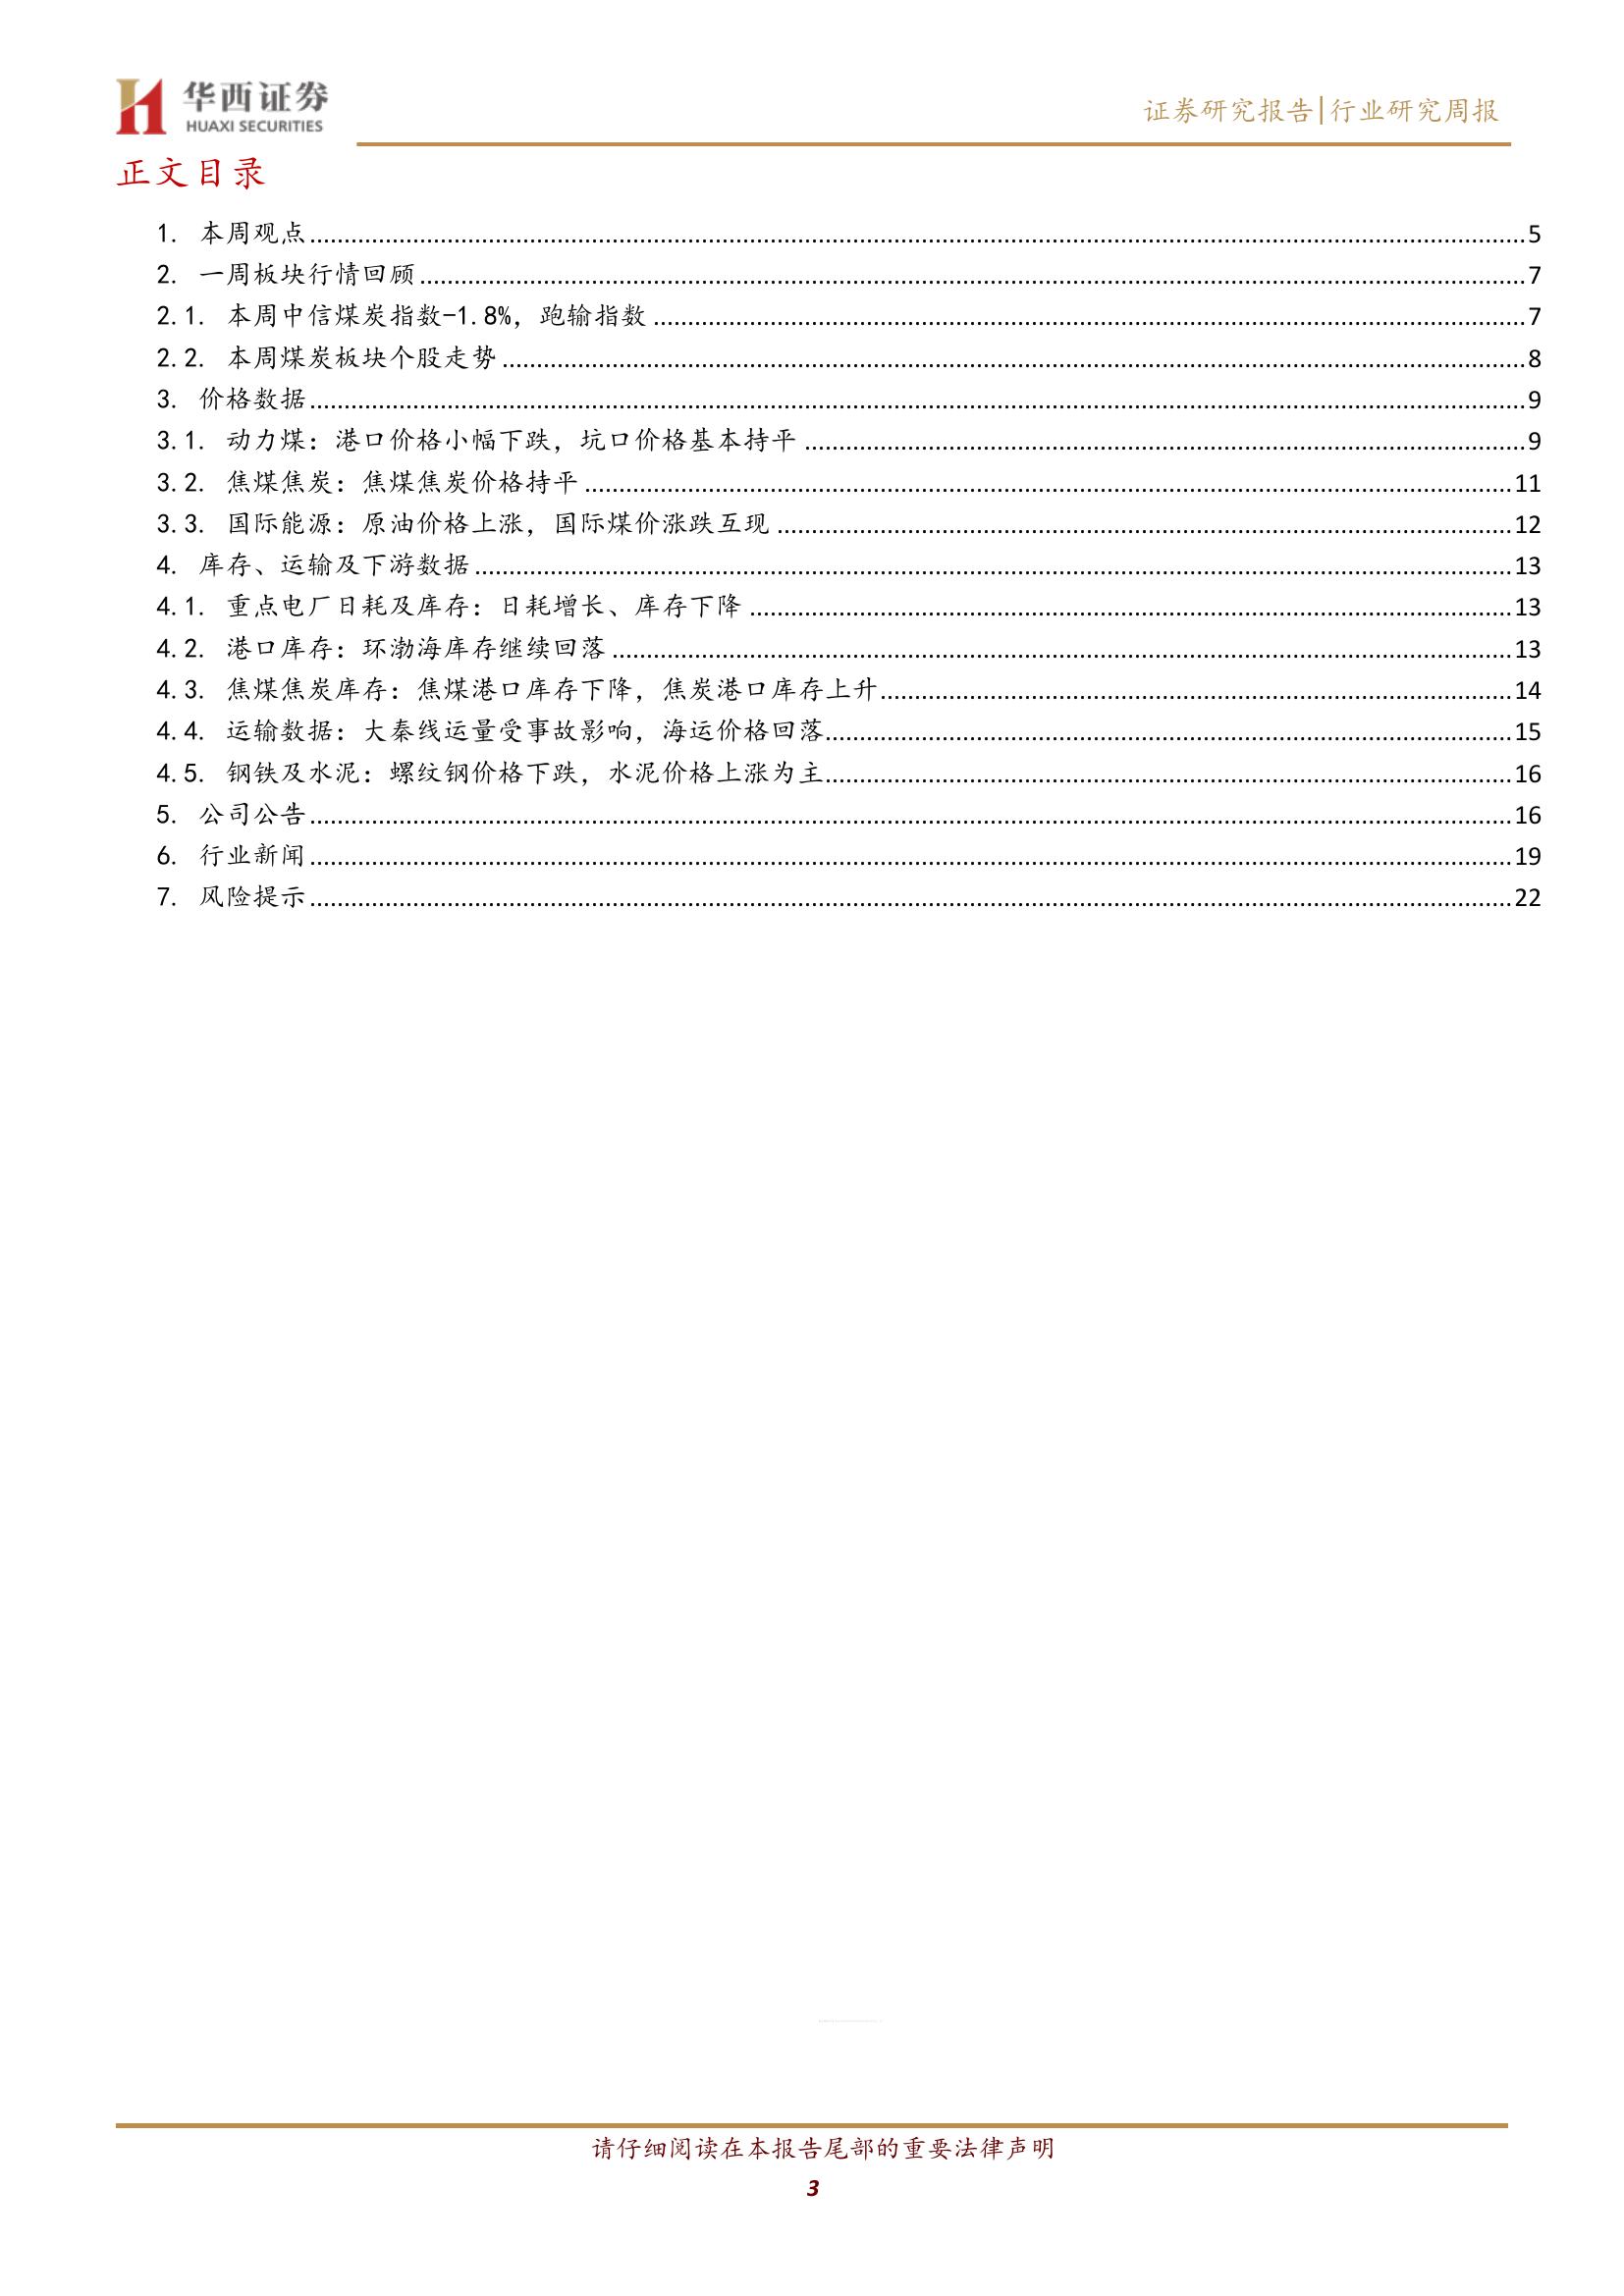 华西证券
HUAXI SECURITIES
证券研究报告|行业研究周报
正文目录
1. 本周观点 5
2. 一周板块行情回顾 7
2.1. 本周中信煤炭指数-1.8%，跑输指数 7
2.2. 本周煤炭板块个股走势 8
3. 价格数据 9
3.1. 动力煤：港口价格小幅下跌，坑口价格基本持平 9
3.2. 焦煤焦炭：焦煤焦炭价格持平 11
3.3. 国际能源：原油价格上涨，国际煤价涨跌互现 12
4. 库存、运输及下游数据 13
4.1. 重点电厂日耗及库存：日耗增长、库存下降 13
4.2. 港口库存：环渤海库存继续回落 13
4.3. 焦煤焦炭库存：焦煤港口库存下降，焦炭港口库存上升 14
4.4. 运输数据：大秦线运量受事故影响，海运价格回落 15
4.5. 钢铁及水泥：螺纹钢价格下跌，水泥价格上涨为主 16
5. 公司公告 16
6. 行业新闻 19
7. 风险提示 22
请仔细阅读在本报告尾部的重要法律声明
3